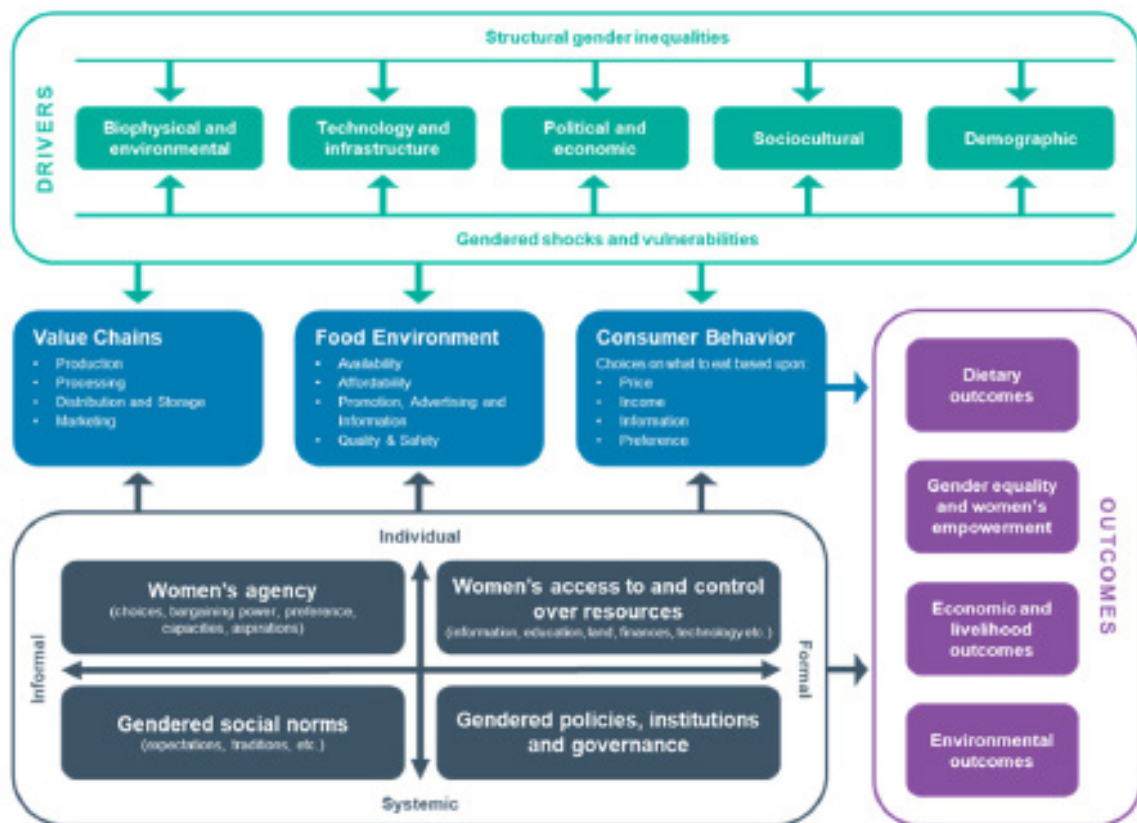 Structural gender inequalities
DRIVERS
Biophysical and
environmental
Technology and
infrastructure
Political and
economic
Sociocultural
Demographic
Gendered shocks and vulnerabilities
Value Chains
• Production
• Processing
• Distribution and Storage
• Marketing
Food Environment
• Availability
• Affordability
• Promotion, Advertising and
Information
• Quality & Safety
Consumer Behavior
Choices on what to eat based upon:
• Price
• Income
• Information
• Preference
Individual
Informal
Formal
Systemic
Women's agency
(choices, bargaining power, preference,
capacities, aspirations)
Women's access to and control
over resources
(information, education, land, finances, technology etc.)
Gendered social norms
(expectations, traditions, etc.)
Gendered policies, institutions
and governance
OUTCOMES
Dietary
outcomes
Gender equality
and women's
empowerment
Economic and
livelihood
outcomes
Environmental
outcomes